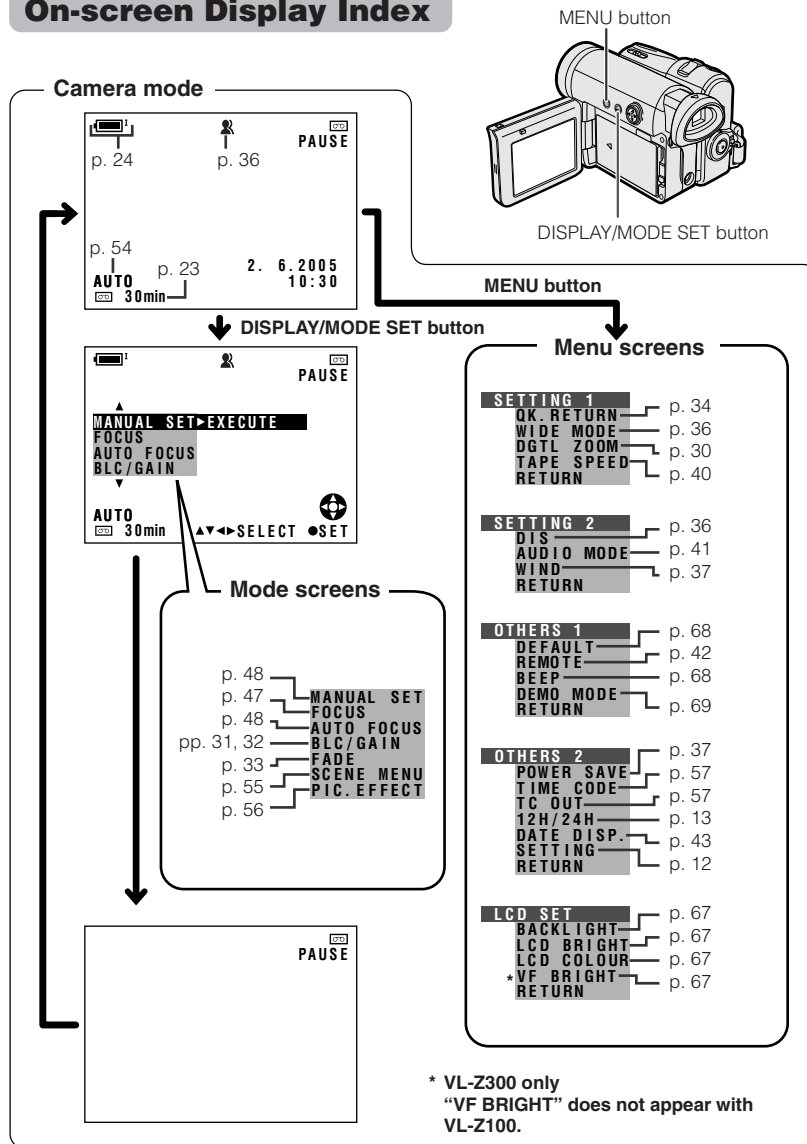 On-screen Display Index
MENU button
DISPLAY/MODE SET button
Camera mode
PAUSE
p. 24
p. 36
p. 54
p. 23
AUTO
30min
2. 6.2005
10:30
MENU button
DISPLAY/MODE SET button
PAUSE
MANUAL SET▶EXECUTE
FOCUS
AUTO FOCUS
BLC/GAIN
AUTO
30min
▲▼◀▶SELECT ●SET
Mode screens
p. 48 MANUAL SET
p. 47 FOCUS
p. 48 AUTO FOCUS
pp. 31, 32 BLC/GAIN
p. 33 FADE
p. 55 SCENE MENU
p. 56 PIC.EFFECT
PAUSE
Menu screens
SETTING 1
QK.RETURN p. 34
WIDE MODE p. 36
DGTL ZOOM p. 30
TAPE SPEED p. 40
RETURN
SETTING 2
DIS p. 36
AUDIO MODE p. 41
WIND p. 37
RETURN
OTHERS 1
DEFAULT p. 68
REMOTE p. 42
BEEP p. 68
DEMO MODE p. 69
RETURN
OTHERS 2
POWER SAVE p. 37
TIME CODE p. 57
TC OUT p. 57
12H/24H p. 13
DATE DISP. p. 43
SETTING p. 12
RETURN
LCD SET
BACKLIGHT p. 67
LCD BRIGHT p. 67
LCD COLOUR p. 67
* VF BRIGHT p. 67
RETURN
* VL-Z300 only
“VF BRIGHT” does not appear with
VL-Z100.